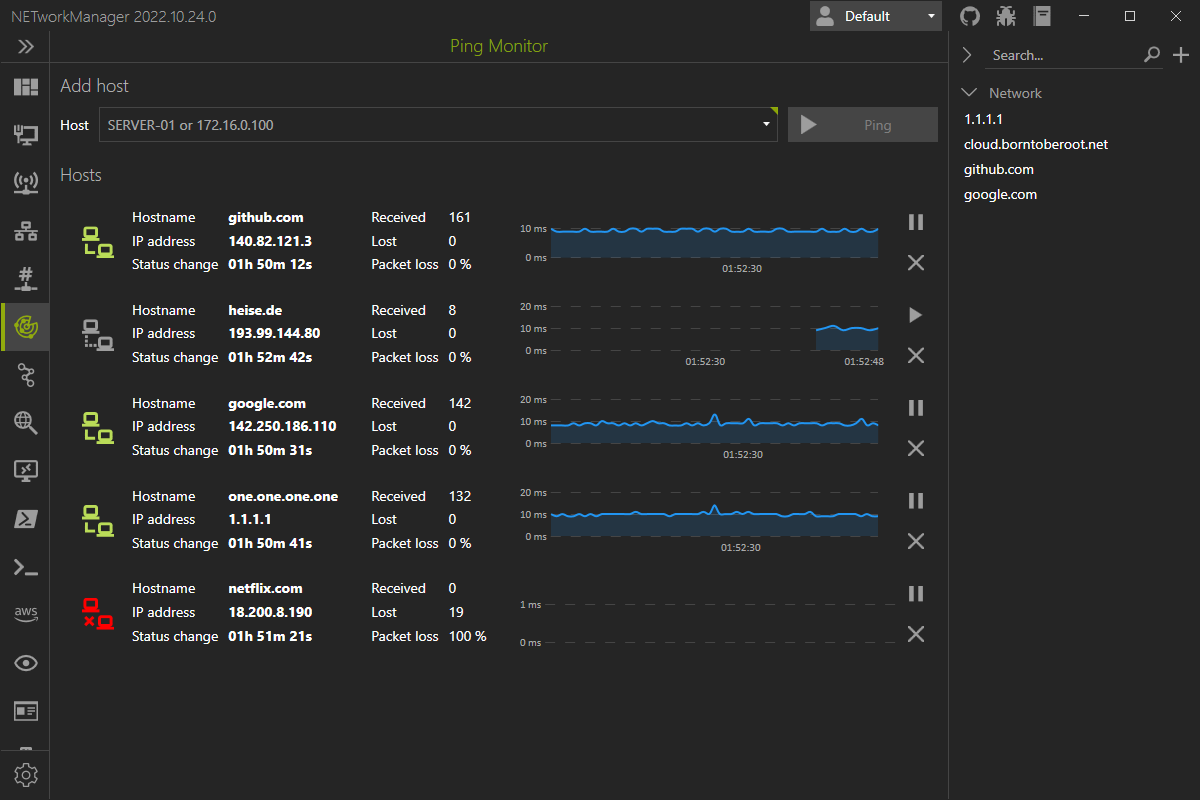 NETworkManager 2022.10.24.0
Default
Ping Monitor
Search...
Add host
Host SERVER-01 or 172.16.0.100 Ping
Hosts
Hostname github.com Received 161
IP address 140.82.121.3 Lost 0
Status change 01h 50m 12s Packet loss 0 %
10 ms
0 ms
01:52:30
Hostname heise.de Received 8
IP address 193.99.144.80 Lost 0
Status change 01h 52m 42s Packet loss 0 %
20 ms
10 ms
0 ms
01:52:30 01:52:48
Hostname google.com Received 142
IP address 142.250.186.110 Lost 0
Status change 01h 50m 31s Packet loss 0 %
20 ms
10 ms
0 ms
01:52:30
Hostname one.one.one.one Received 132
IP address 1.1.1.1 Lost 0
Status change 01h 50m 41s Packet loss 0 %
20 ms
10 ms
0 ms
01:52:30
Hostname netflix.com Received 0
IP address 18.200.8.190 Lost 19
Status change 01h 51m 21s Packet loss 100 %
1 ms
0 ms
Network
1.1.1.1
cloud.borntoberoot.net
github.com
google.com
aws